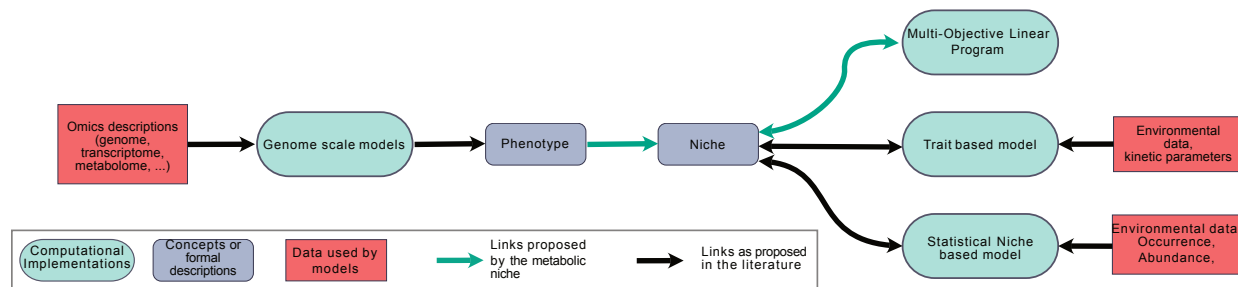 Multi-Objective Linear
Program
Omics descriptions
(genome,
transcriptome,
metabolome, ...)
Genome scale models
Phenotype
Niche
Trait based model
Environmental
data,
kinetic parameters
Statistical Niche
based model
Environmental data
Occurrence,
Abundance,
Computational
Implementations
Concepts or
formal
descriptions
Data used by
models
Links proposed
by the metabolic
niche
Links as proposed
in the literature